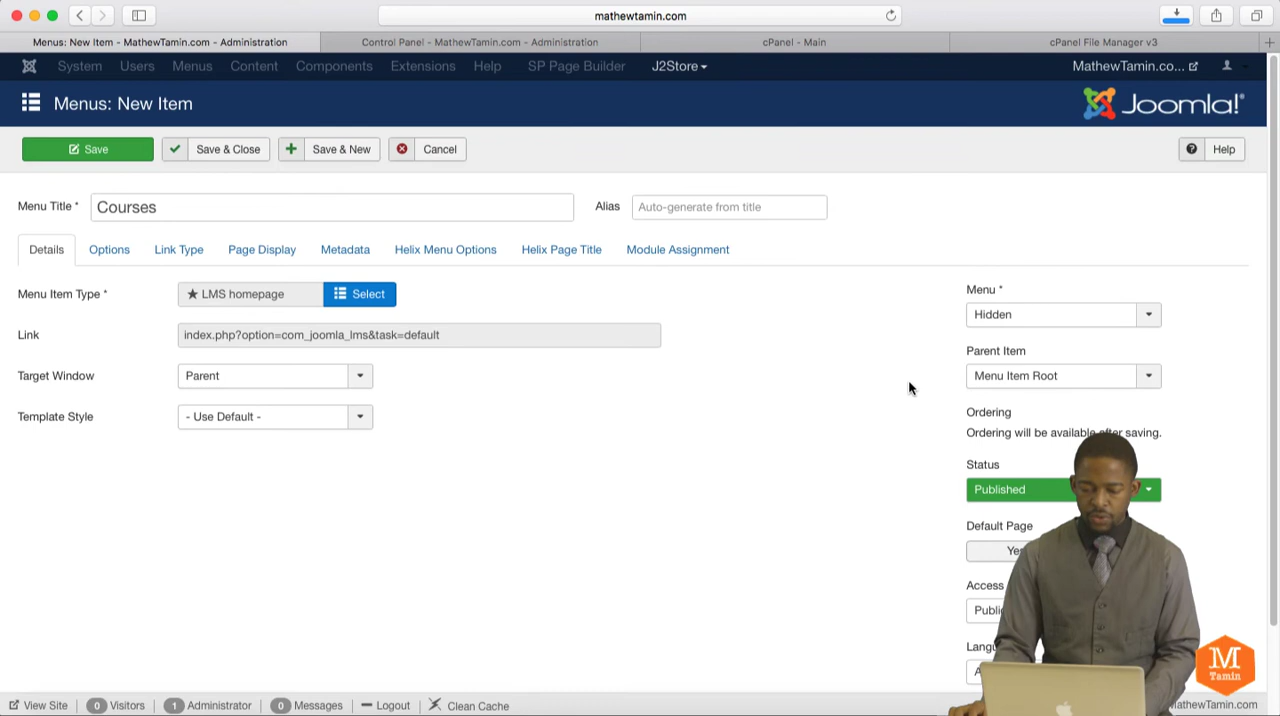 mathewtamin.com
Menus: New Item - MathewTamin.com - Administration
Control Panel - MathewTamin.com - Administration
cPanel - Main
cPanel File Manager v3
System Users Menus Content Components Extensions Help SP Page Builder J2Store
MathewTamin.co...
Menus: New Item
Joomla!®
Save
Save & Close
Save & New
Cancel
Help
Menu Title *
Courses
Alias
Auto-generate from title
Details
Options
Link Type
Page Display
Metadata
Helix Menu Options
Helix Page Title
Module Assignment
Menu Item Type *
LMS homepage
Select
Link
index.php?option=com_joomla_lms&task=default
Target Window
Parent
Template Style
- Use Default -
Menu *
Hidden
Parent Item
Menu Item Root
Ordering
Ordering will be available after saving.
Status
Published
Default Page
Access
M
Tamin
View Site
0 Visitors
1 Administrator
0 Messages
Logout
Clean Cache
MathewTamin.com